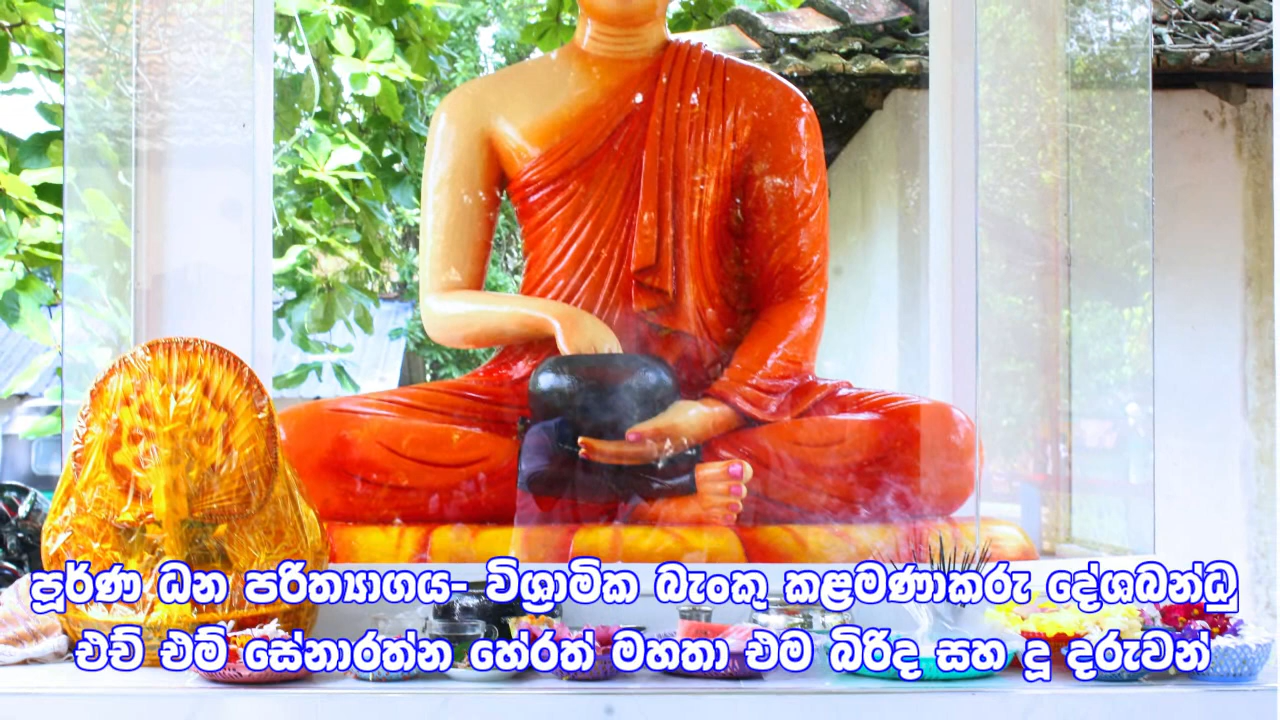 පූර්ණ ධන පරිත්‍යාගය- විශ්‍රාමික බැංකු කළමණාකරු දේශබන්ධු
එච් එම් සේනාරත්න හේරත් මහතා එම බිරිද සහ දූ දරුවන්